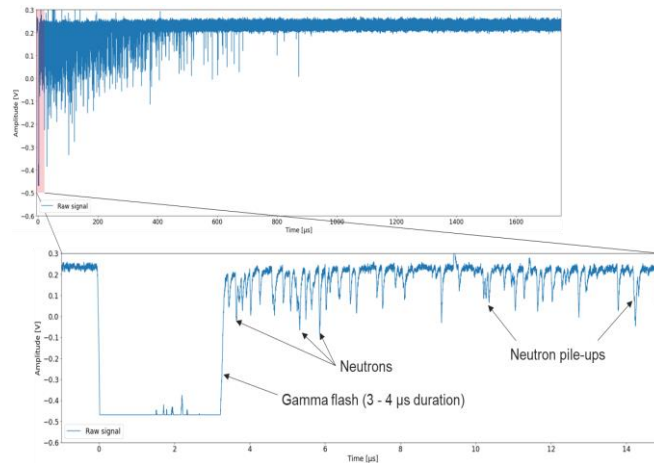 0.3
0.2
0.1
0.0
−0.1
−0.2
−0.3
−0.4
−0.5
−0.6
Amplitude [V]
Raw signal
0 200 400 600 800 1000 1200 1400 1600
Time [µs]
0.3
0.2
0.1
0.0
−0.1
−0.2
−0.3
−0.4
−0.5
−0.6
Amplitude [V]
Neutrons
Neutron pile-ups
Gamma flash (3 - 4 µs duration)
Raw signal
0 2 4 6 8 10 12 14
Time [µs]